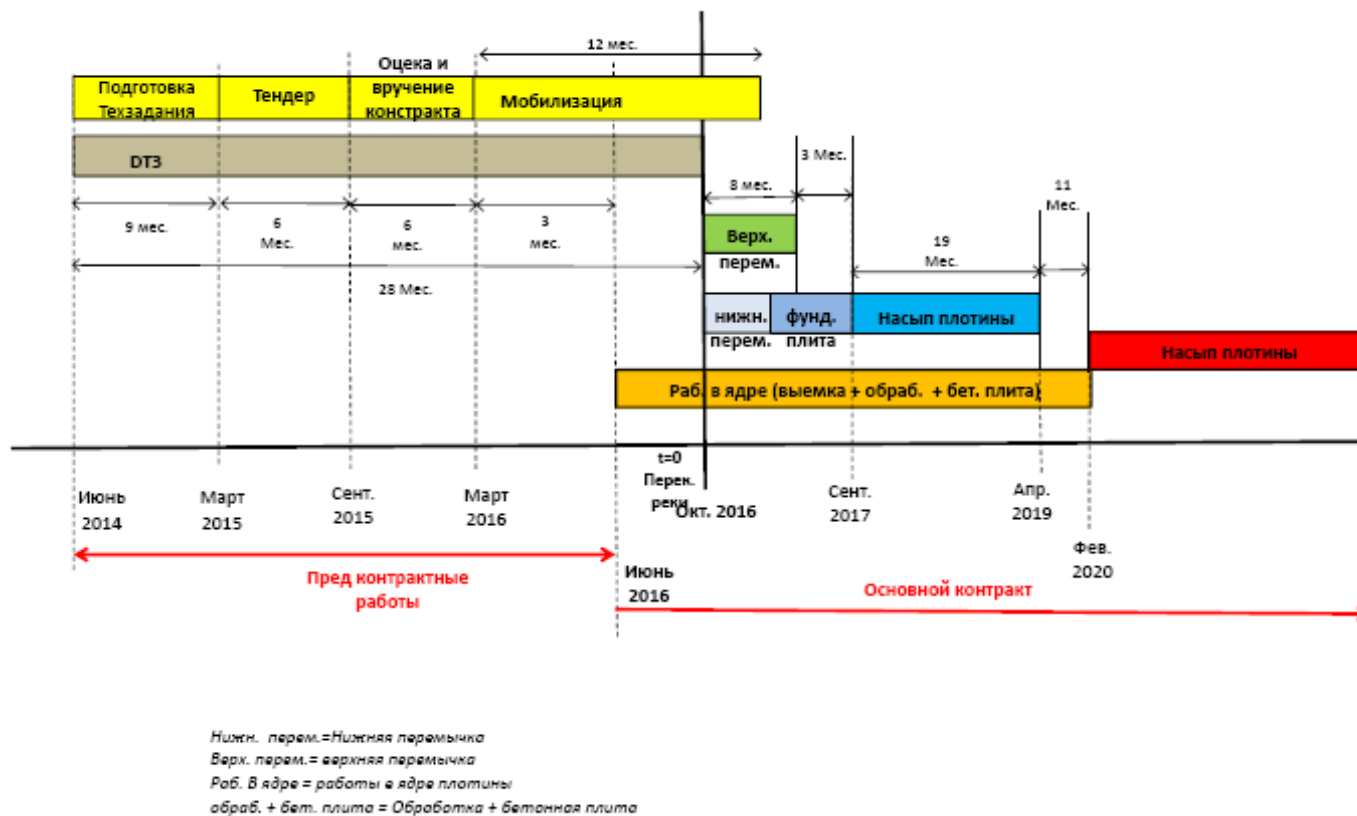 12 мес.
Подготовка
Техзадания
Тендер
Оцека и
вручение
констракта
Мобилизация
DT3
9 мес.
6
Мес.
6
мес.
3
мес.
28 Мес.
8 мес.
3 Мес.
11
Мес.
Верх.
перем.
19
Мес.
нижн.
перем.
фунд.
плита
Насып плотины
Насып плотины
Раб. в ядре (выемка + обраб. + бет. плита)
t=0
Перек.
реки
Июнь
2014
Март
2015
Сент.
2015
Март
2016
Окт. 2016
Сент.
2017
Апр.
2019
Фев.
2020
Июнь
2016
Пред контрактные
работы
Основной контракт
Нижн. перем.=Нижняя перемычка
Верх. перем.= верхняя перемычка
Раб. В ядре = работы в ядре плотины
обраб. + бет. плита = Обработка + бетонная плита